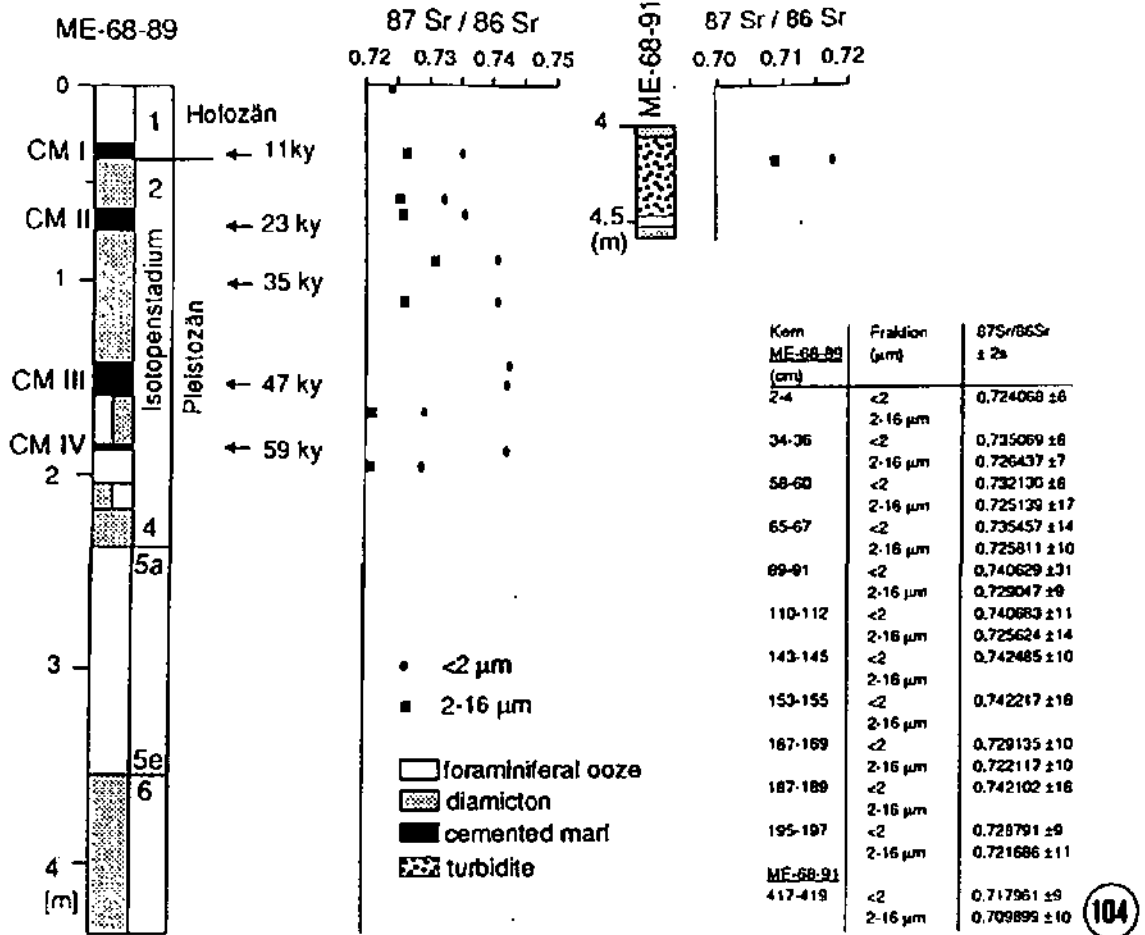 ME-68-89
87 Sr / 86 Sr
0.72 0.73 0.74 0.75
ME-68-91
87 Sr / 86 Sr
0.70 0.71 0.72
0
1
Holozän
CM I
11ky
2
CM II
23 ky
1
35 ky
Isotopenstadium
Pleistozän
CM III
47 ky
CM IV
59 ky
2
4
5a
3
5e
6
4
[m]
4
4.5
(m)
<2 µm
2-16 µm
foraminiferal ooze
diamicton
cemented marl
turbidite
Kern Fraktion 87Sr/86Sr
ME-68-89 (µm) ± 2s
(cm)
2-4 <2 0,724068 ±8
2-16 µm
34-36 <2 0,735069 ±8
2-16 µm 0.726437 ±7
58-60 <2 0,732130 ±8
2-16 µm 0.725139 ±17
65-67 <2 0.735457 ±14
2-16 µm 0.725811 ±10
89-91 <2 0.740629 ±31
2-16 µm 0.729047 ±9
110-112 <2 0.740683 ±11
2-16 µm 0.725624 ±14
143-145 <2 0.742485 ±10
2-16 µm
153-155 <2 0.742217 ±18
2-16 µm
167-169 <2 0.729135 ±10
2-16 µm 0.722117 ±10
187-189 <2 0.742102 ±16
2-16 µm
195-197 <2 0.728791 ±9
2-16 µm 0.721686 ±11
ME-68-91
417-419 <2 0.717961 ±9
2-16 µm 0.709899 ±10
104